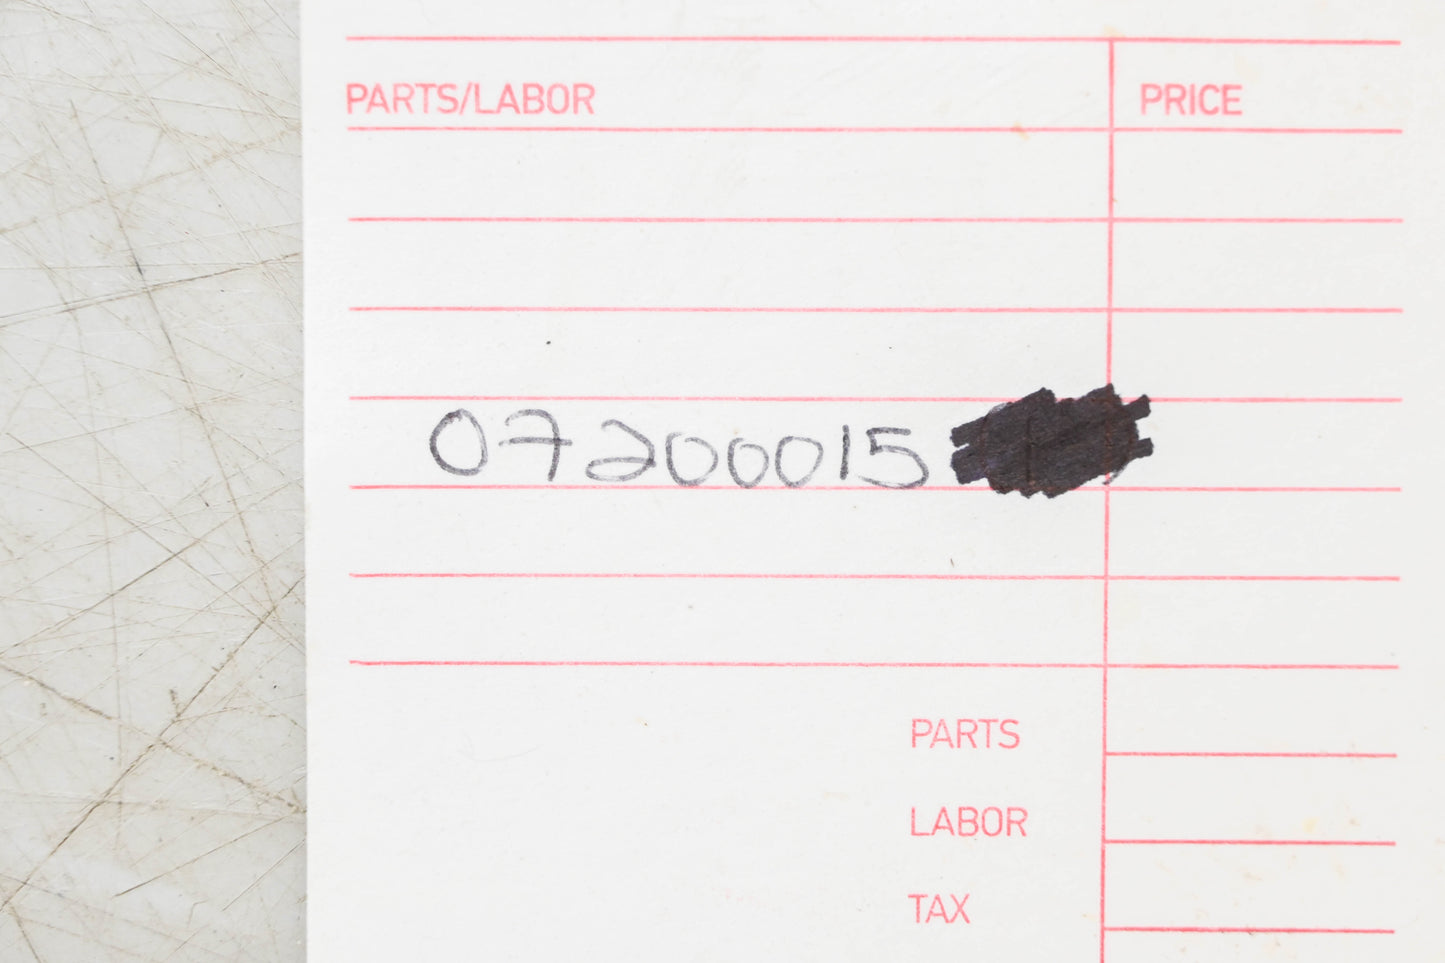 PARTS/LABOR PRICE
07200015
PARTS
LABOR
TAX